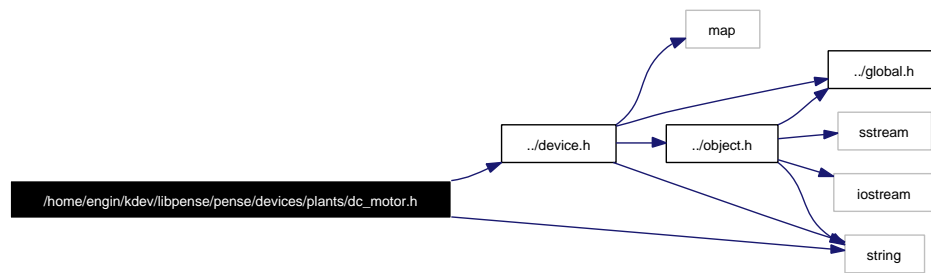 map
../global.h
sstream
../device.h
../object.h
iostream
/home/engin/kdev/libpense/pense/devices/plants/dc_motor.h
string